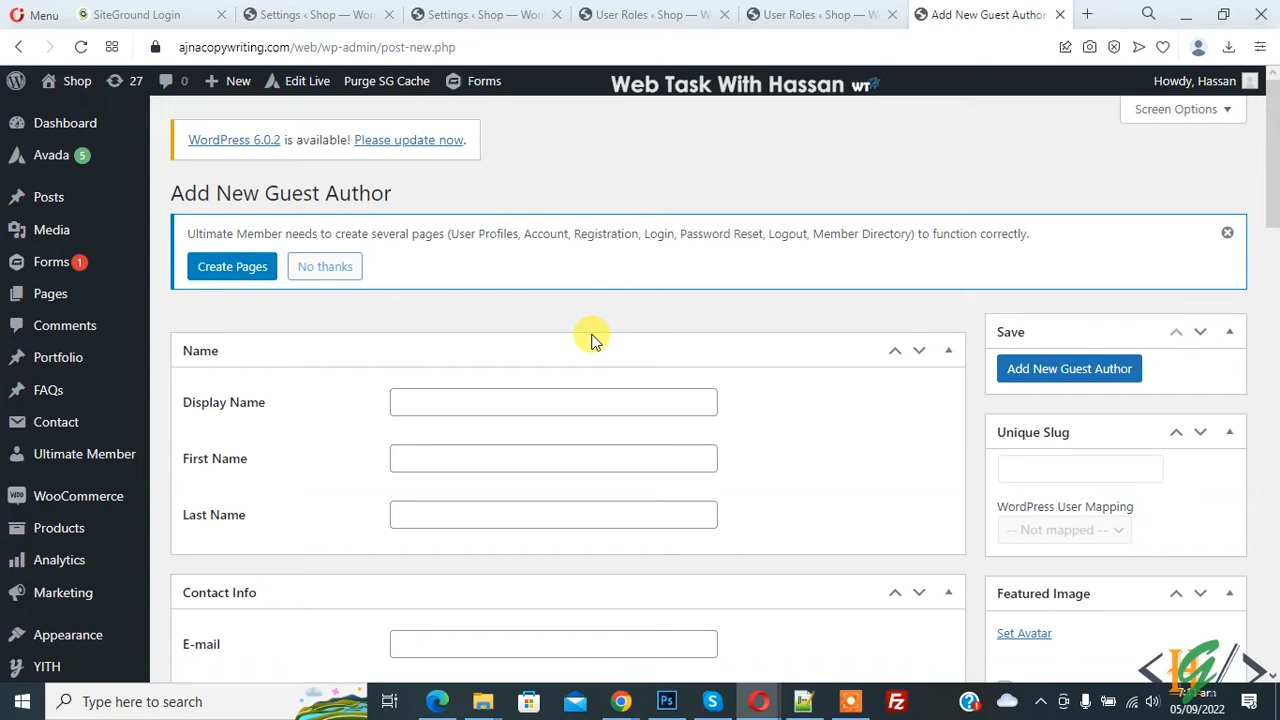 Menu
SiteGround Login
Settings ‹ Shop — Wor
Settings ‹ Shop — Wor
User Roles ‹ Shop — W
User Roles ‹ Shop — W
Add New Guest Author
ajnacopywriting.com/web/wp-admin/post-new.php
Shop
27
0
New
Edit Live
Purge SG Cache
Forms
Web Task With Hassan WT
Howdy, Hassan
Screen Options
Dashboard
Avada 5
Posts
Media
Forms 1
Pages
Comments
Portfolio
FAQs
Contact
Ultimate Member
WooCommerce
Products
Analytics
Marketing
Appearance
YITH
WordPress 6.0.2 is available! Please update now.
Add New Guest Author
Ultimate Member needs to create several pages (User Profiles, Account, Registration, Login, Password Reset, Logout, Member Directory) to function correctly.
Create Pages
No thanks
Name
Display Name
First Name
Last Name
Contact Info
E-mail
Save
Add New Guest Author
Unique Slug
WordPress User Mapping
-- Not mapped --
Featured Image
Set Avatar
Type here to search
05/09/2022